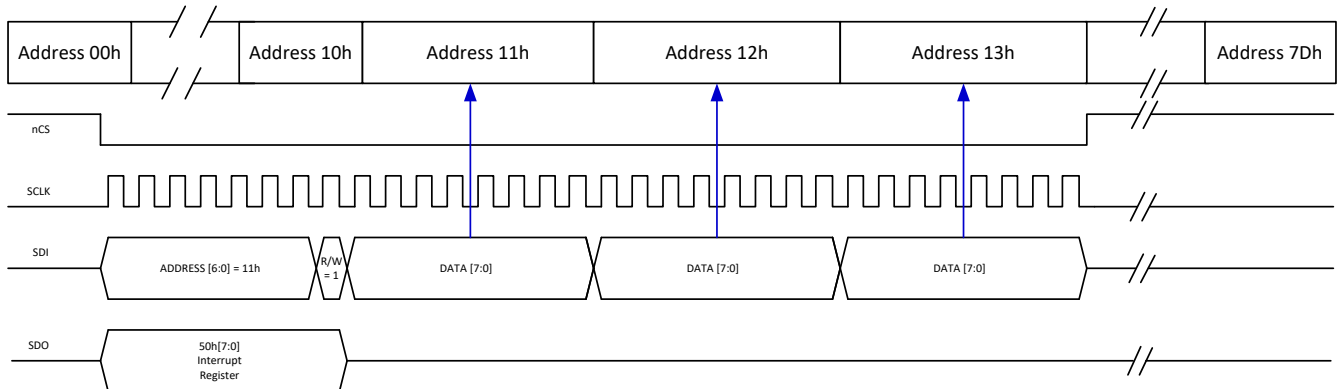 Address 00h Address 10h Address 11h Address 12h Address 13h Address 7Dh
nCS
SCLK
SDI
ADDRESS [6:0] = 11h
R/W
= 1
DATA [7:0] DATA [7:0] DATA [7:0]
SDO
50h[7:0]
Interrupt
Register